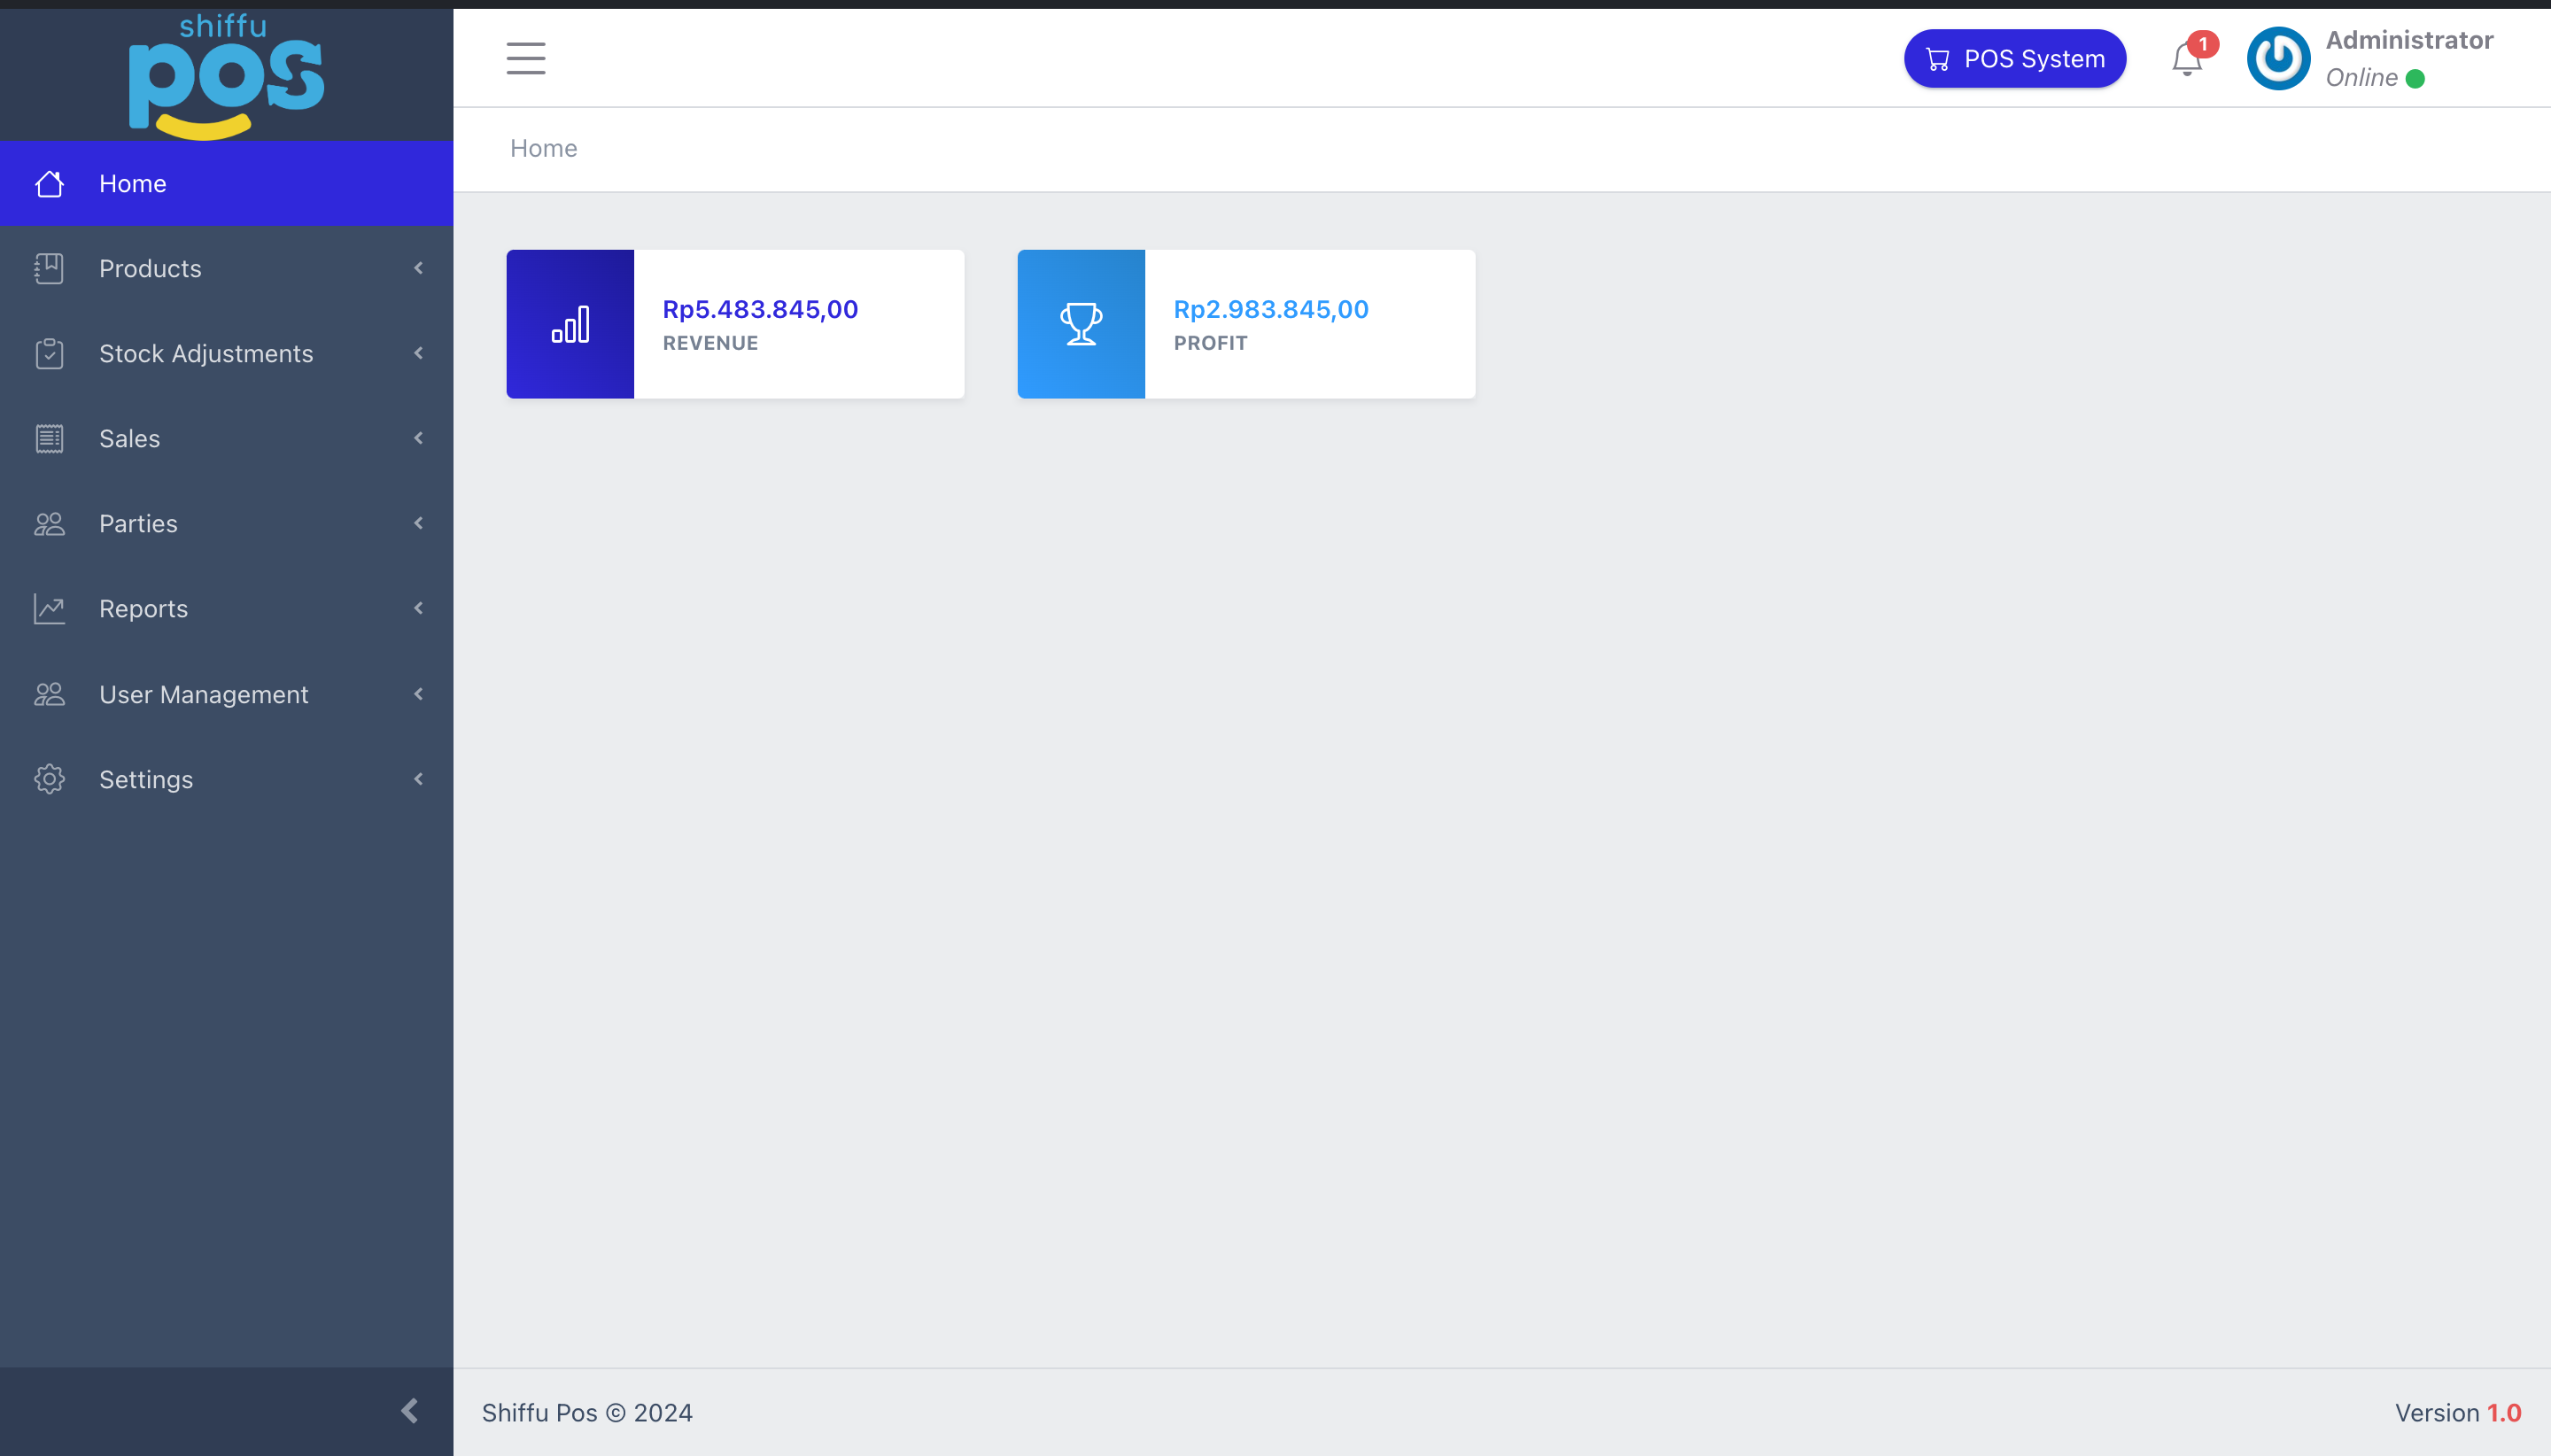 shiffu
pos
POS System
1
Administrator
Online
Home
Home
Products
Stock Adjustments
Sales
Parties
Reports
User Management
Settings
Rp5.483.845,00
REVENUE
Rp2.983.845,00
PROFIT
Shiffu Pos © 2024
Version 1.0